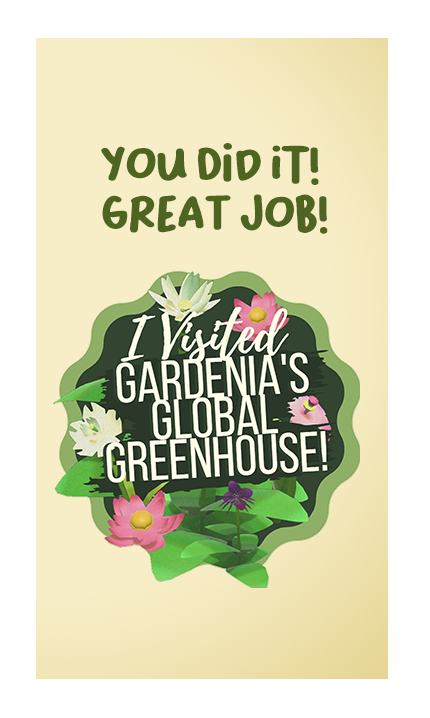 YOU DiD iT!
GREAT JOB!
I Visited
GARDENIA'S
GLOBAL
GREENHOUSE!